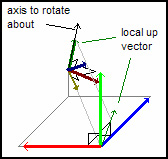 axis to rotate
about
local up
vector